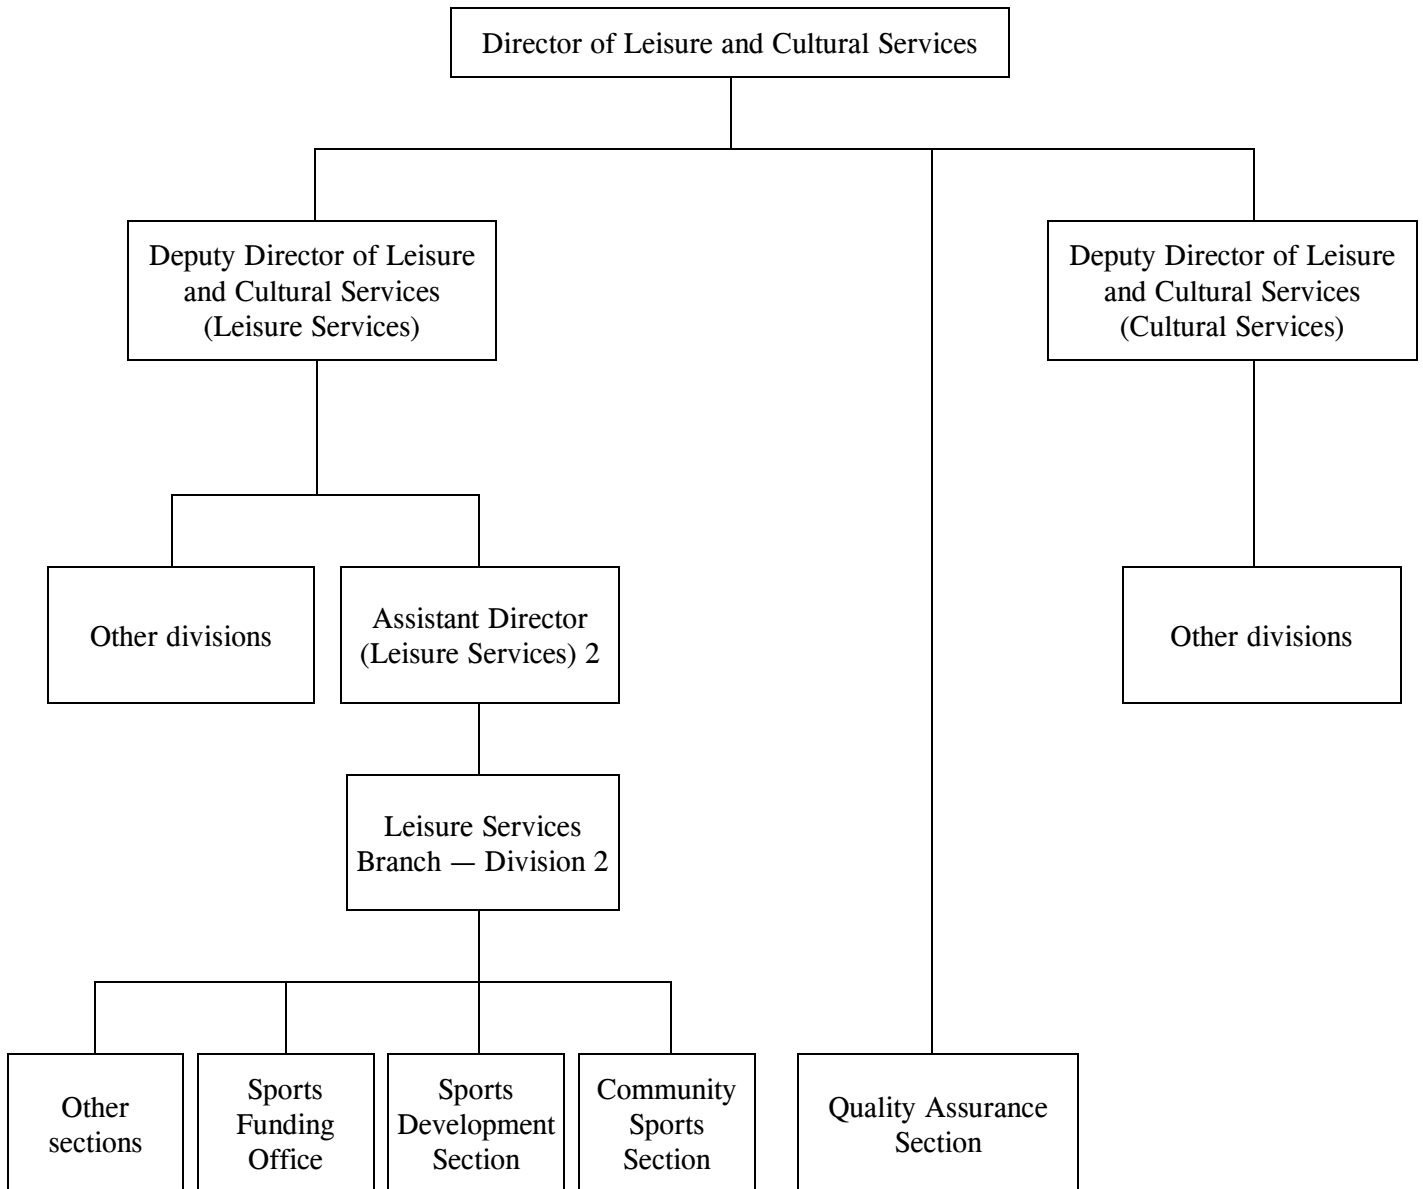 Director of Leisure and Cultural Services
Deputy Director of Leisure
and Cultural Services
(Leisure Services)
Deputy Director of Leisure
and Cultural Services
(Cultural Services)
Other divisions
Assistant Director
(Leisure Services) 2
Other divisions
Leisure Services
Branch — Division 2
Other
sections
Sports
Funding
Office
Sports
Development
Section
Community
Sports
Section
Quality Assurance
Section